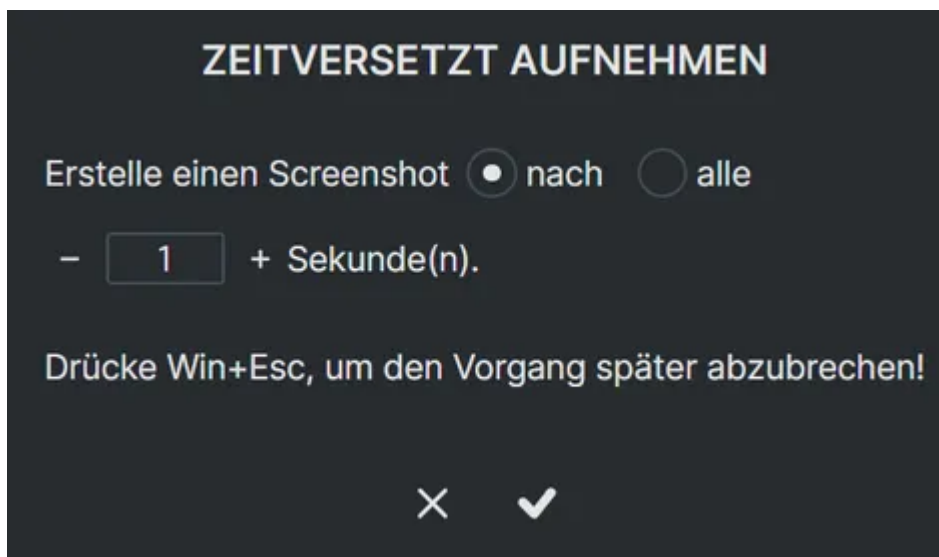 ZEITVERSETZT AUFNEHMEN
Erstelle einen Screenshot nach alle
– 1 + Sekunde(n).
Drücke Win+Esc, um den Vorgang später abzubrechen!